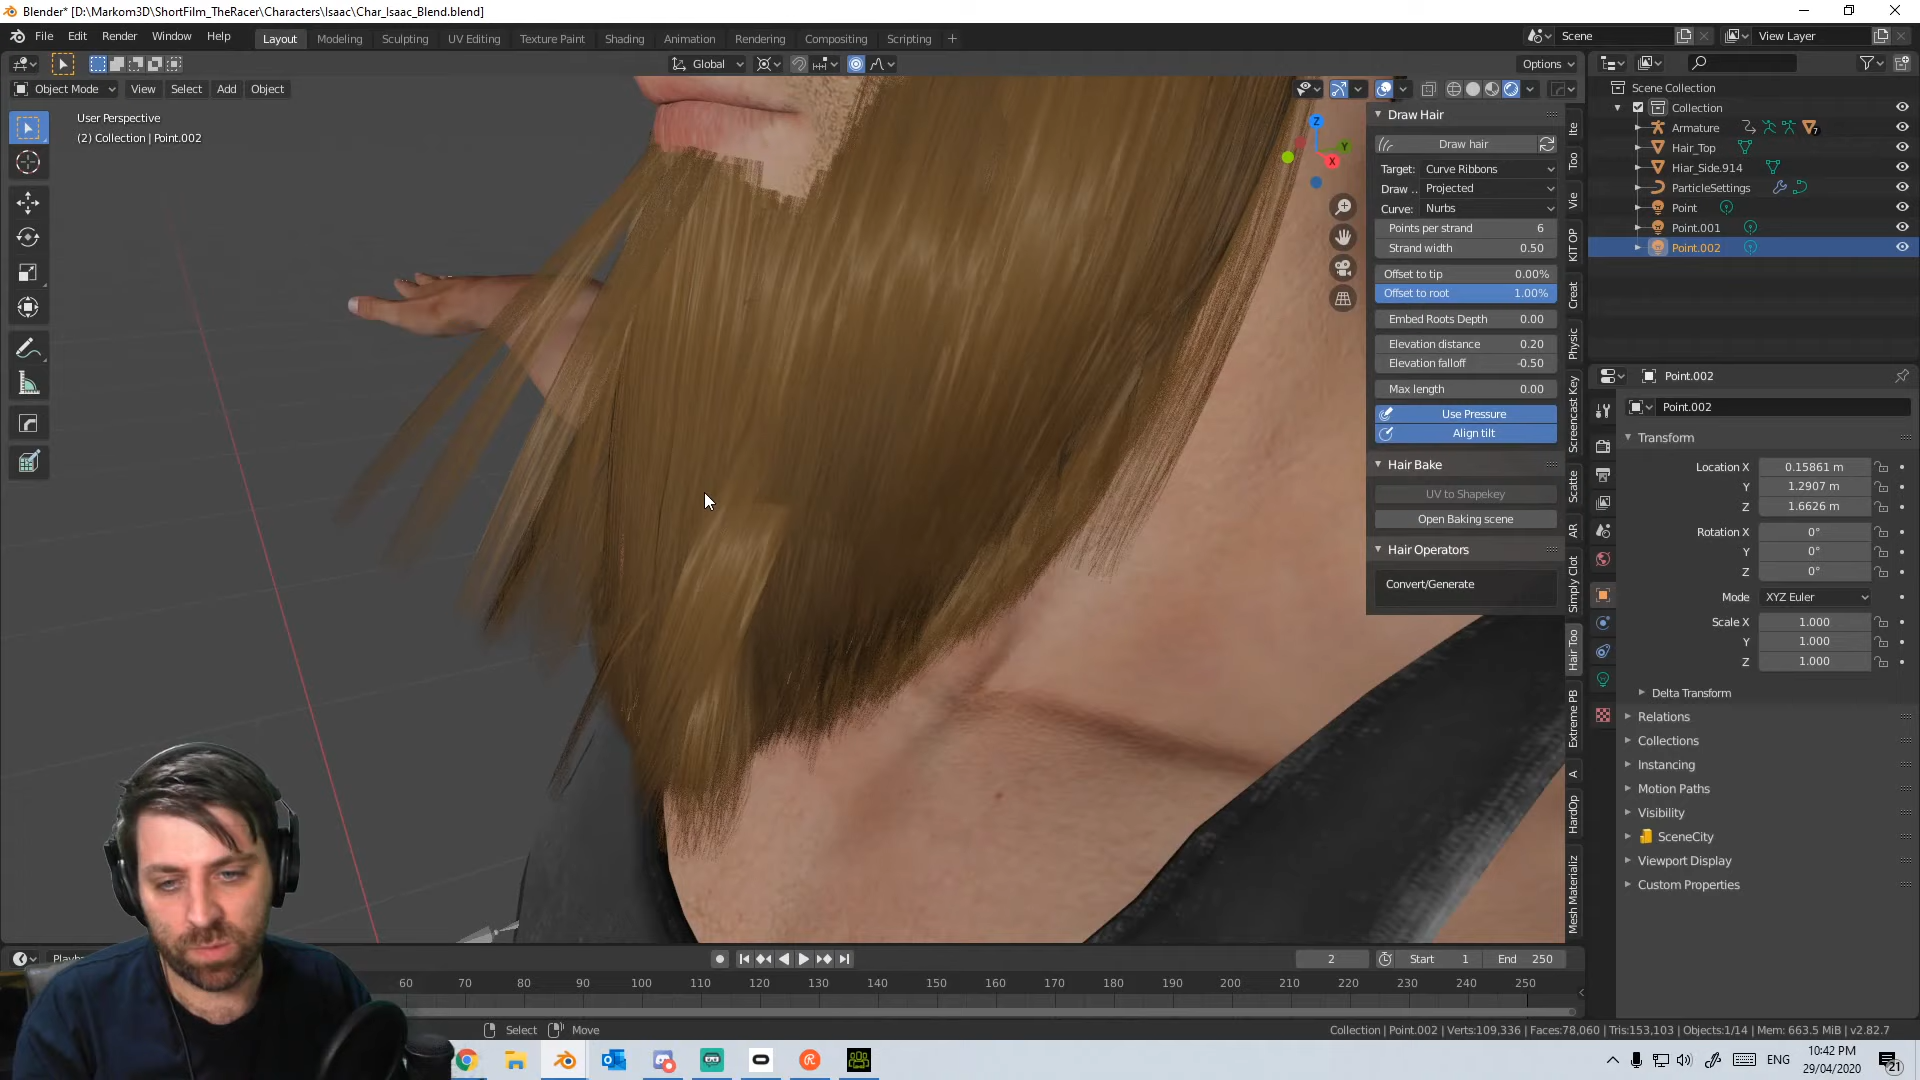 Blender* [D:\Markom3D\ShortFilm_TheRacer\Characters\Isaac\Char_Isaac_Blend.blend]
File Edit Render Window Help
Layout Modeling Sculpting UV Editing Texture Paint Shading Animation Rendering Compositing Scripting +
Scene
View Layer
Global
Options
Object Mode View Select Add Object
User Perspective
(2) Collection | Point.002
Z
Y
X
Draw Hair
Draw hair
Target: Curve Ribbons
Draw .. Projected
Curve: Nurbs
Points per strand 6
Strand width 0.50
Offset to tip 0.00%
Offset to root 1.00%
Embed Roots Depth 0.00
Elevation distance 0.20
Elevation falloff -0.50
Max length 0.00
Use Pressure
Align tilt
Hair Bake
UV to Shapekey
Open Baking scene
Hair Operators
Convert/Generate
Ite
Too
Vie
KIT OP
Creat
Physic
Screencast Key
Scatte
AR
Simply Clot
Hair Too
Extreme PB
A
HardOp
Mesh Materializ
Scene Collection
Collection
Armature 7
Hair_Top
Hiar_Side.914
ParticleSettings
Point
Point.001
Point.002
Point.002
Point.002
Transform
Location X 0.15861 m
Y 1.2907 m
Z 1.6626 m
Rotation X 0°
Y 0°
Z 0°
Mode XYZ Euler
Scale X 1.000
Y 1.000
Z 1.000
Delta Transform
Relations
Collections
Instancing
Motion Paths
Visibility
SceneCity
Viewport Display
Custom Properties
2 Start 1 End 250
60 70 80 90 100 110 120 130 140 150 160 170 180 190 200 210 220 230 240 250
Select Move
Collection | Point.002 | Verts:109,336 | Faces:78,060 | Tris:153,103 | Objects:1/14 | Mem: 663.5 MiB | v2.82.7
ENG
10:42 PM
29/04/2020
21